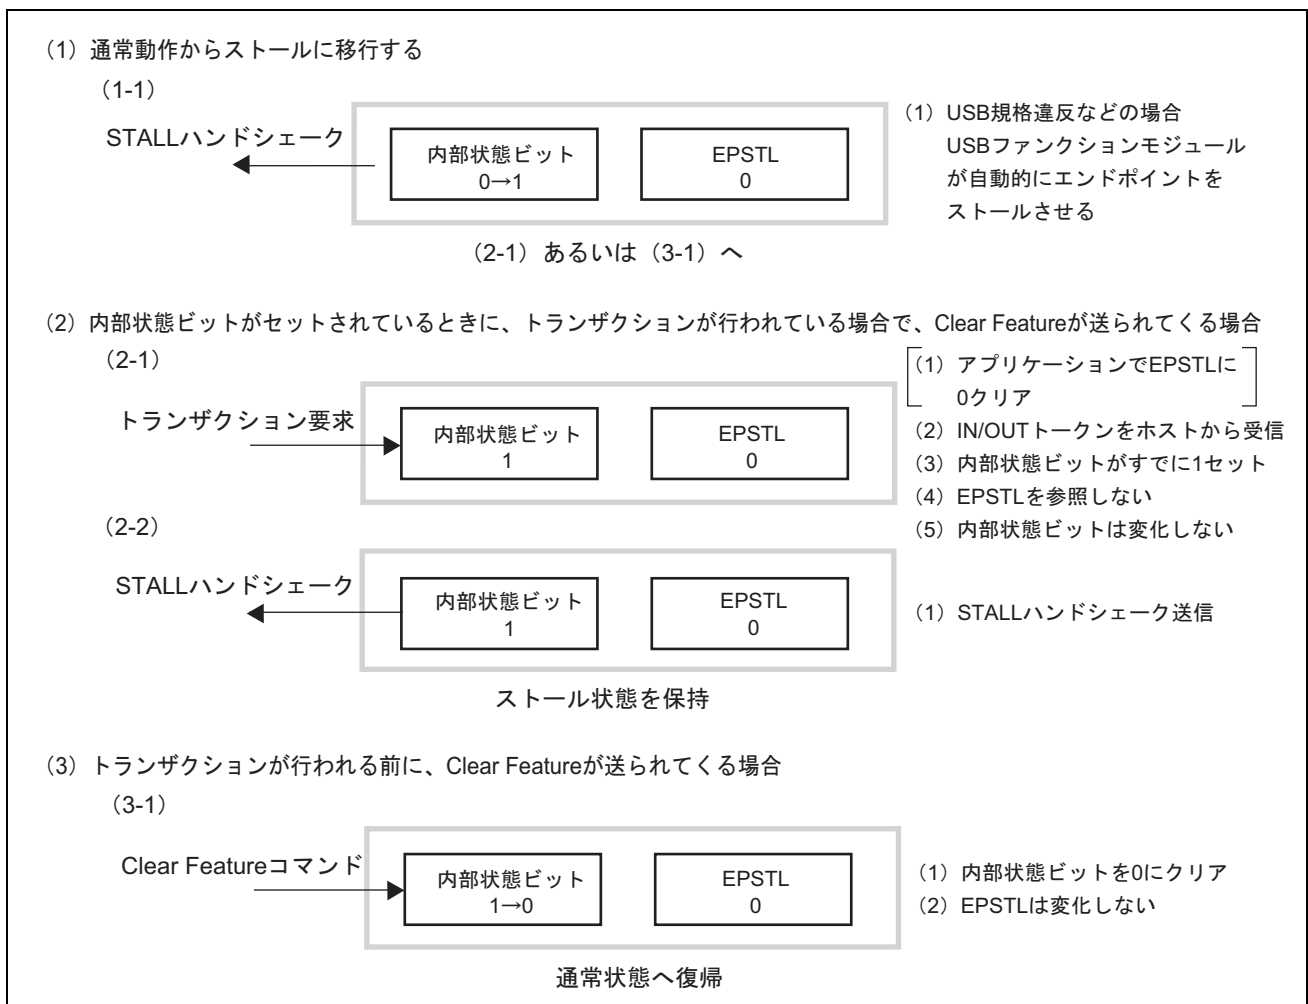 （1）通常動作からストールに移行する
（1-1）
STALLハンドシェーク
内部状態ビット
0→1
EPSTL
0
（1）USB規格違反などの場合
USBファンクションモジュール
が自動的にエンドポイントを
ストールさせる
（2-1）あるいは（3-1）へ
（2）内部状態ビットがセットされているときに、トランザクションが行われている場合で、Clear Featureが送られてくる場合
（2-1）
トランザクション要求
内部状態ビット
1
EPSTL
0
（1）アプリケーションでEPSTLに
0クリア
（2）IN/OUTトークンをホストから受信
（3）内部状態ビットがすでに1セット
（4）EPSTLを参照しない
（5）内部状態ビットは変化しない
（2-2）
STALLハンドシェーク
内部状態ビット
1
EPSTL
0
（1）STALLハンドシェーク送信
ストール状態を保持
（3）トランザクションが行われる前に、Clear Featureが送られてくる場合
（3-1）
Clear Featureコマンド
内部状態ビット
1→0
EPSTL
0
（1）内部状態ビットを0にクリア
（2）EPSTLは変化しない
通常状態へ復帰